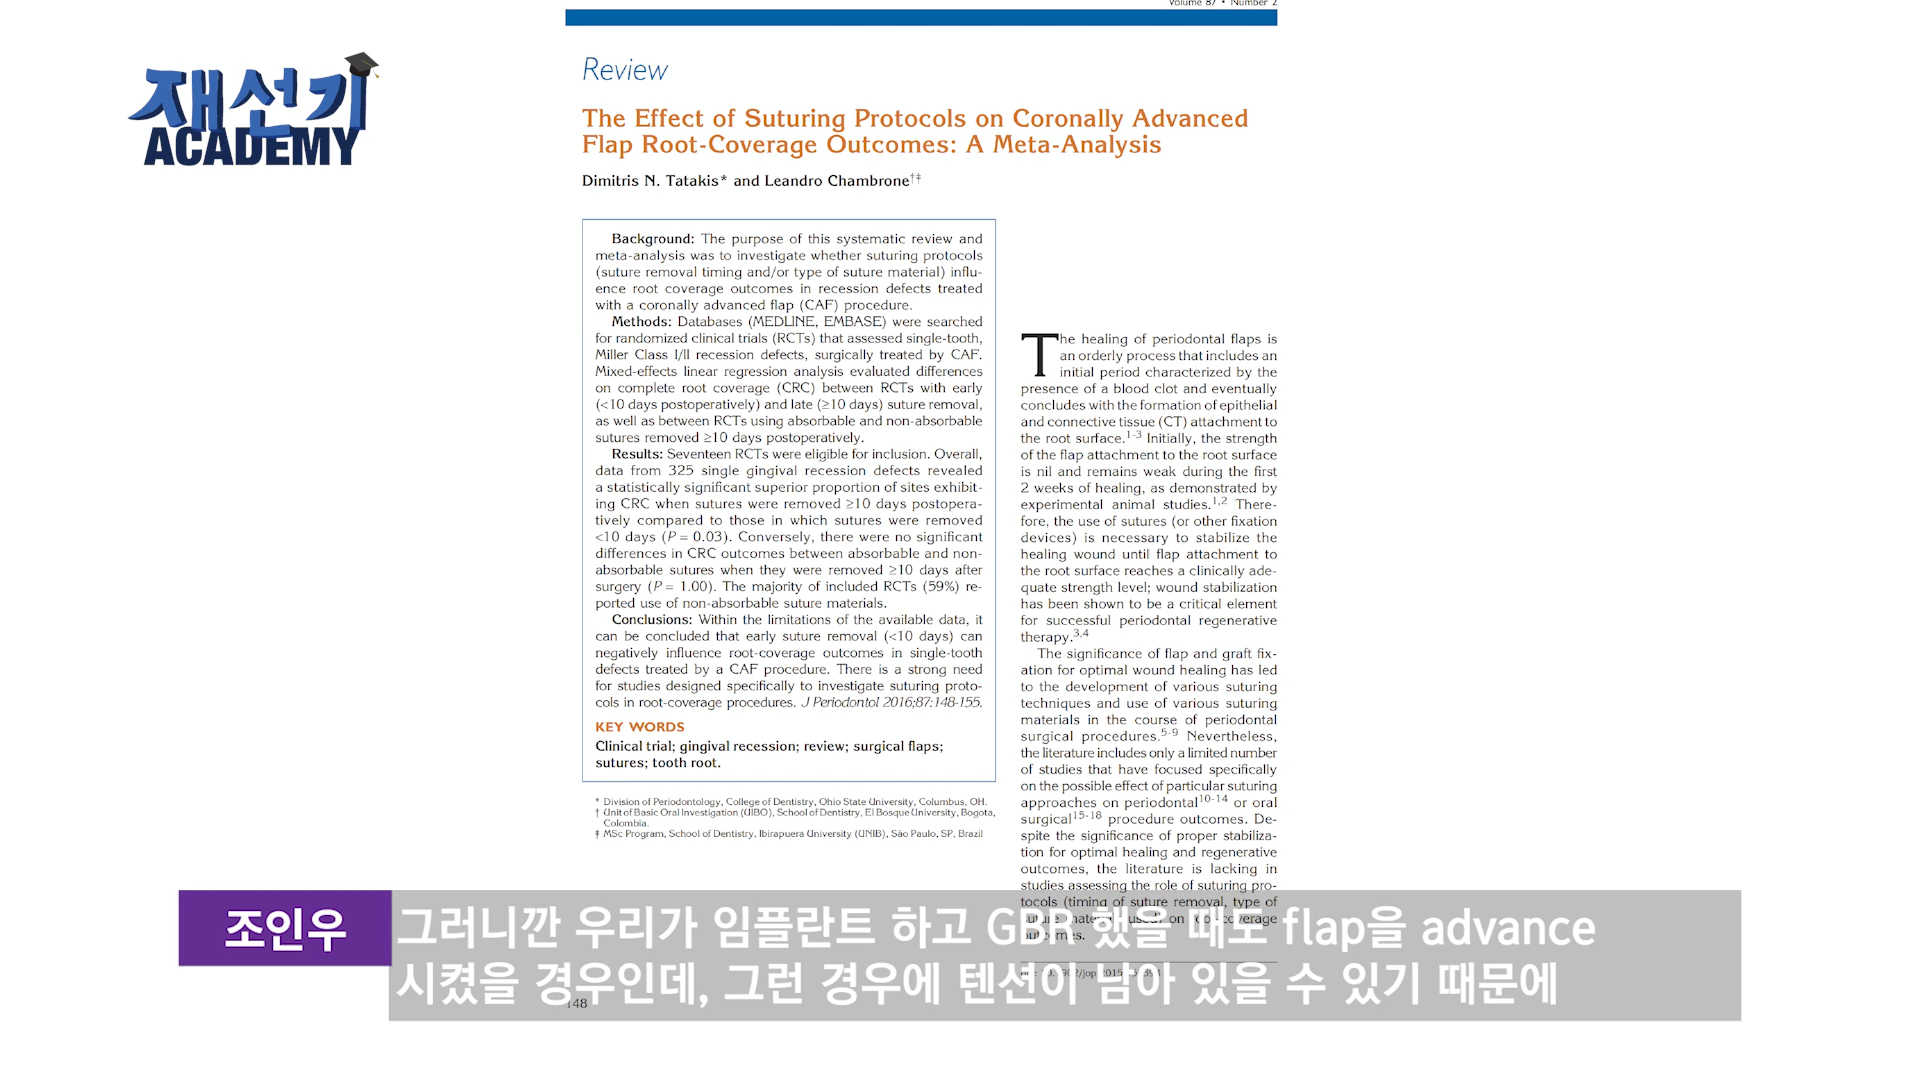 Volume 87 • Number 2
재선기
ACADEMY
Review
The Effect of Suturing Protocols on Coronally Advanced
Flap Root-Coverage Outcomes: A Meta-Analysis
Dimitris N. Tatakis* and Leandro Chambrone†‡
Background: The purpose of this systematic review and
meta-analysis was to investigate whether suturing protocols
(suture removal timing and/or type of suture material) influ-
ence root coverage outcomes in recession defects treated
with a coronally advanced flap (CAF) procedure.
Methods: Databases (MEDLINE, EMBASE) were searched
for randomized clinical trials (RCTs) that assessed single-tooth,
Miller Class I/II recession defects, surgically treated by CAF.
Mixed-effects linear regression analysis evaluated differences
on complete root coverage (CRC) between RCTs with early
(<10 days postoperatively) and late (≥10 days) suture removal,
as well as between RCTs using absorbable and non-absorbable
sutures removed ≥10 days postoperatively.
Results: Seventeen RCTs were eligible for inclusion. Overall,
data from 325 single gingival recession defects revealed
a statistically significant superior proportion of sites exhibit-
ing CRC when sutures were removed ≥10 days postopera-
tively compared to those in which sutures were removed
<10 days (P = 0.03). Conversely, there were no significant
differences in CRC outcomes between absorbable and non-
absorbable sutures when they were removed ≥10 days after
surgery (P = 1.00). The majority of included RCTs (59%) re-
ported use of non-absorbable suture materials.
Conclusions: Within the limitations of the available data, it
can be concluded that early suture removal (<10 days) can
negatively influence root-coverage outcomes in single-tooth
defects treated by a CAF procedure. There is a strong need
for studies designed specifically to investigate suturing proto-
cols in root-coverage procedures. J Periodontol 2016;87:148-155.
KEY WORDS
Clinical trial; gingival recession; review; surgical flaps;
sutures; tooth root.
* Division of Periodontology, College of Dentistry, Ohio State University, Columbus, OH.
† Unit of Basic Oral Investigation (UIBO), School of Dentistry, El Bosque University, Bogota,
Colombia.
‡ MSc Program, School of Dentistry, Ibirapuera University (UNIB), São Paulo, SP, Brazil
The healing of periodontal flaps is
an orderly process that includes an
initial period characterized by the
presence of a blood clot and eventually
concludes with the formation of epithelial
and connective tissue (CT) attachment to
the root surface.1-3 Initially, the strength
of the flap attachment to the root surface
is nil and remains weak during the first
2 weeks of healing, as demonstrated by
experimental animal studies.1,2 There-
fore, the use of sutures (or other fixation
devices) is necessary to stabilize the
healing wound until flap attachment to
the root surface reaches a clinically ade-
quate strength level; wound stabilization
has been shown to be a critical element
for successful periodontal regenerative
therapy.3,4
The significance of flap and graft fix-
ation for optimal wound healing has led
to the development of various suturing
techniques and use of various suturing
materials in the course of periodontal
surgical procedures.5-9 Nevertheless,
the literature includes only a limited number
of studies that have focused specifically
on the possible effect of particular suturing
approaches on periodontal10-14 or oral
surgical15-18 procedure outcomes. De-
spite the significance of proper stabiliza-
tion for optimal healing and regenerative
outcomes, the literature is lacking in
studies assessing the role of suturing pro-
tocols (timing of suture removal, type of
148
조인우
그러니깐 우리가 임플란트 하고 GBR 했을 때도 flap을 advance
시켰을 경우인데, 그런 경우에 텐션이 남아 있을 수 있기 때문에